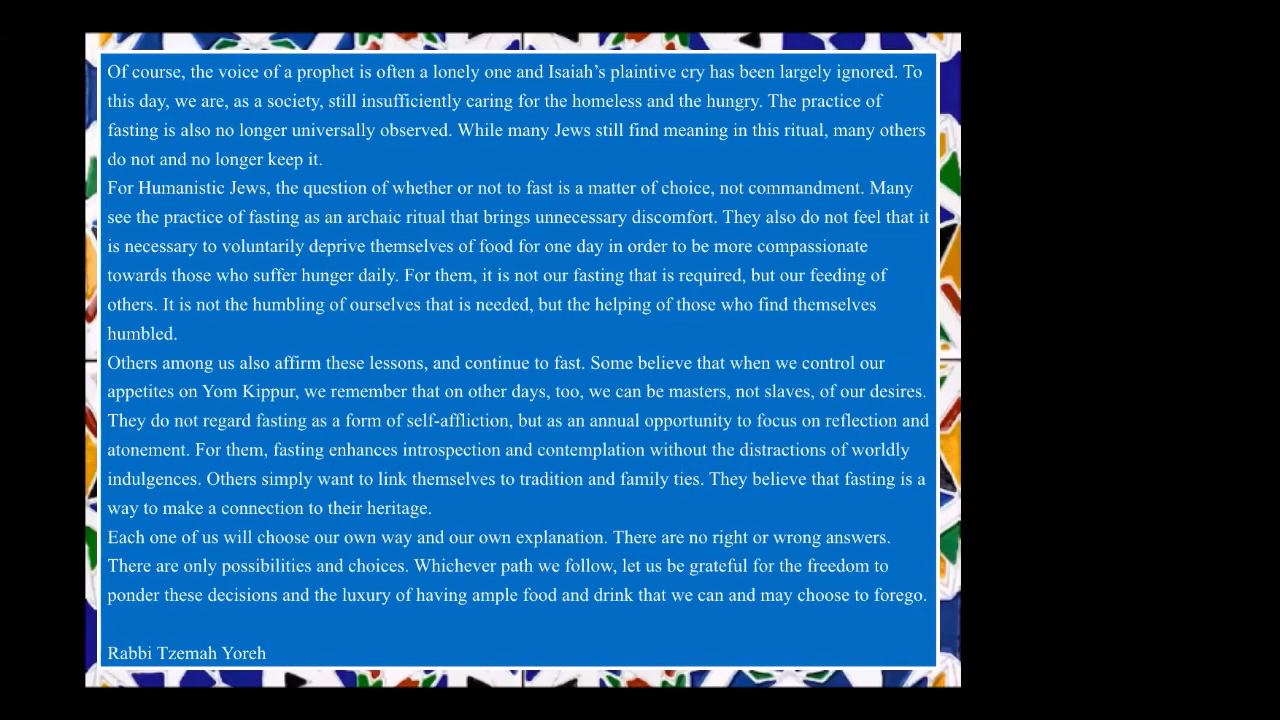 Of course, the voice of a prophet is often a lonely one and Isaiah’s plaintive cry has been largely ignored. To
this day, we are, as a society, still insufficiently caring for the homeless and the hungry. The practice of
fasting is also no longer universally observed. While many Jews still find meaning in this ritual, many others
do not and no longer keep it.
For Humanistic Jews, the question of whether or not to fast is a matter of choice, not commandment. Many
see the practice of fasting as an archaic ritual that brings unnecessary discomfort. They also do not feel that it
is necessary to voluntarily deprive themselves of food for one day in order to be more compassionate
towards those who suffer hunger daily. For them, it is not our fasting that is required, but our feeding of
others. It is not the humbling of ourselves that is needed, but the helping of those who find themselves
humbled.
Others among us also affirm these lessons, and continue to fast. Some believe that when we control our
appetites on Yom Kippur, we remember that on other days, too, we can be masters, not slaves, of our desires.
They do not regard fasting as a form of self-affliction, but as an annual opportunity to focus on reflection and
atonement. For them, fasting enhances introspection and contemplation without the distractions of worldly
indulgences. Others simply want to link themselves to tradition and family ties. They believe that fasting is a
way to make a connection to their heritage.
Each one of us will choose our own way and our own explanation. There are no right or wrong answers.
There are only possibilities and choices. Whichever path we follow, let us be grateful for the freedom to
ponder these decisions and the luxury of having ample food and drink that we can and may choose to forego.
Rabbi Tzemah Yoreh